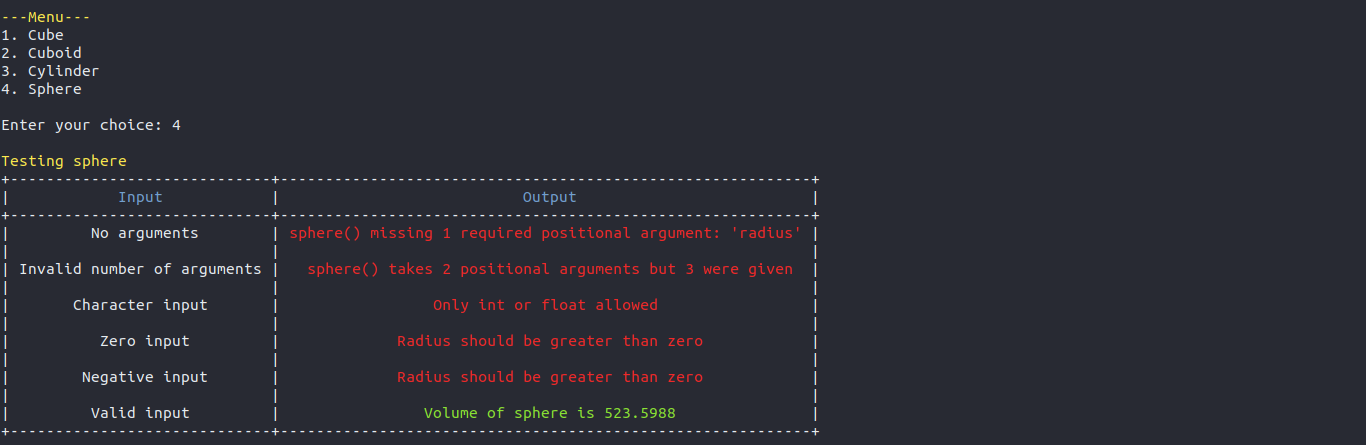 ---Menu---
1. Cube
2. Cuboid
3. Cylinder
4. Sphere
Enter your choice: 4
Testing sphere
+-----------------------------+-----------------------------------------------------------+
|            Input            |                          Output                           |
+-----------------------------+-----------------------------------------------------------+
|         No arguments        | sphere() missing 1 required positional argument: 'radius' |
|                             |                                                           |
| Invalid number of arguments |   sphere() takes 2 positional arguments but 3 were given  |
|                             |                                                           |
|       Character input       |                 Only int or float allowed                 |
|                             |                                                           |
|          Zero input         |             Radius should be greater than zero            |
|                             |                                                           |
|        Negative input       |             Radius should be greater than zero            |
|                             |                                                           |
|         Valid input         |                Volume of sphere is 523.5988               |
+-----------------------------+-----------------------------------------------------------+